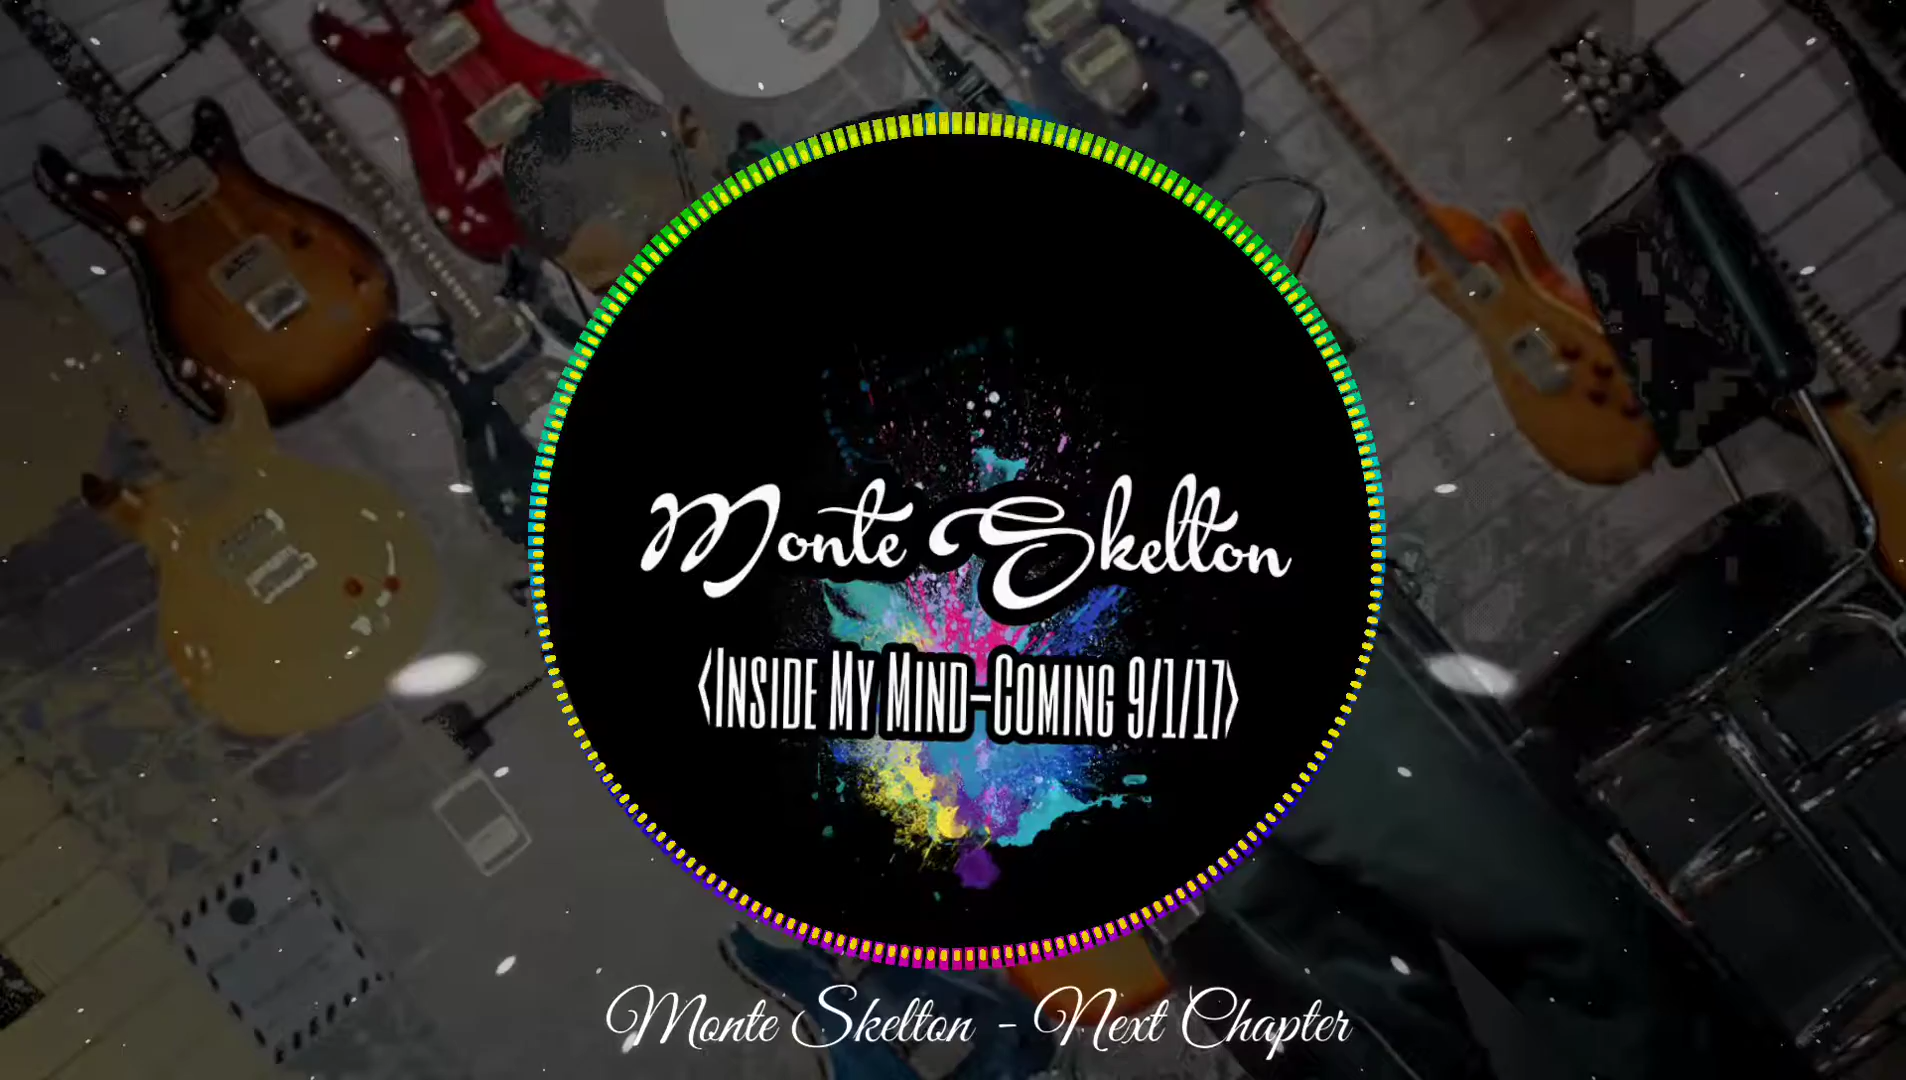 Monte Skelton
<Inside My Mind-Coming 9/1/17>
Monte Skelton - Next Chapter